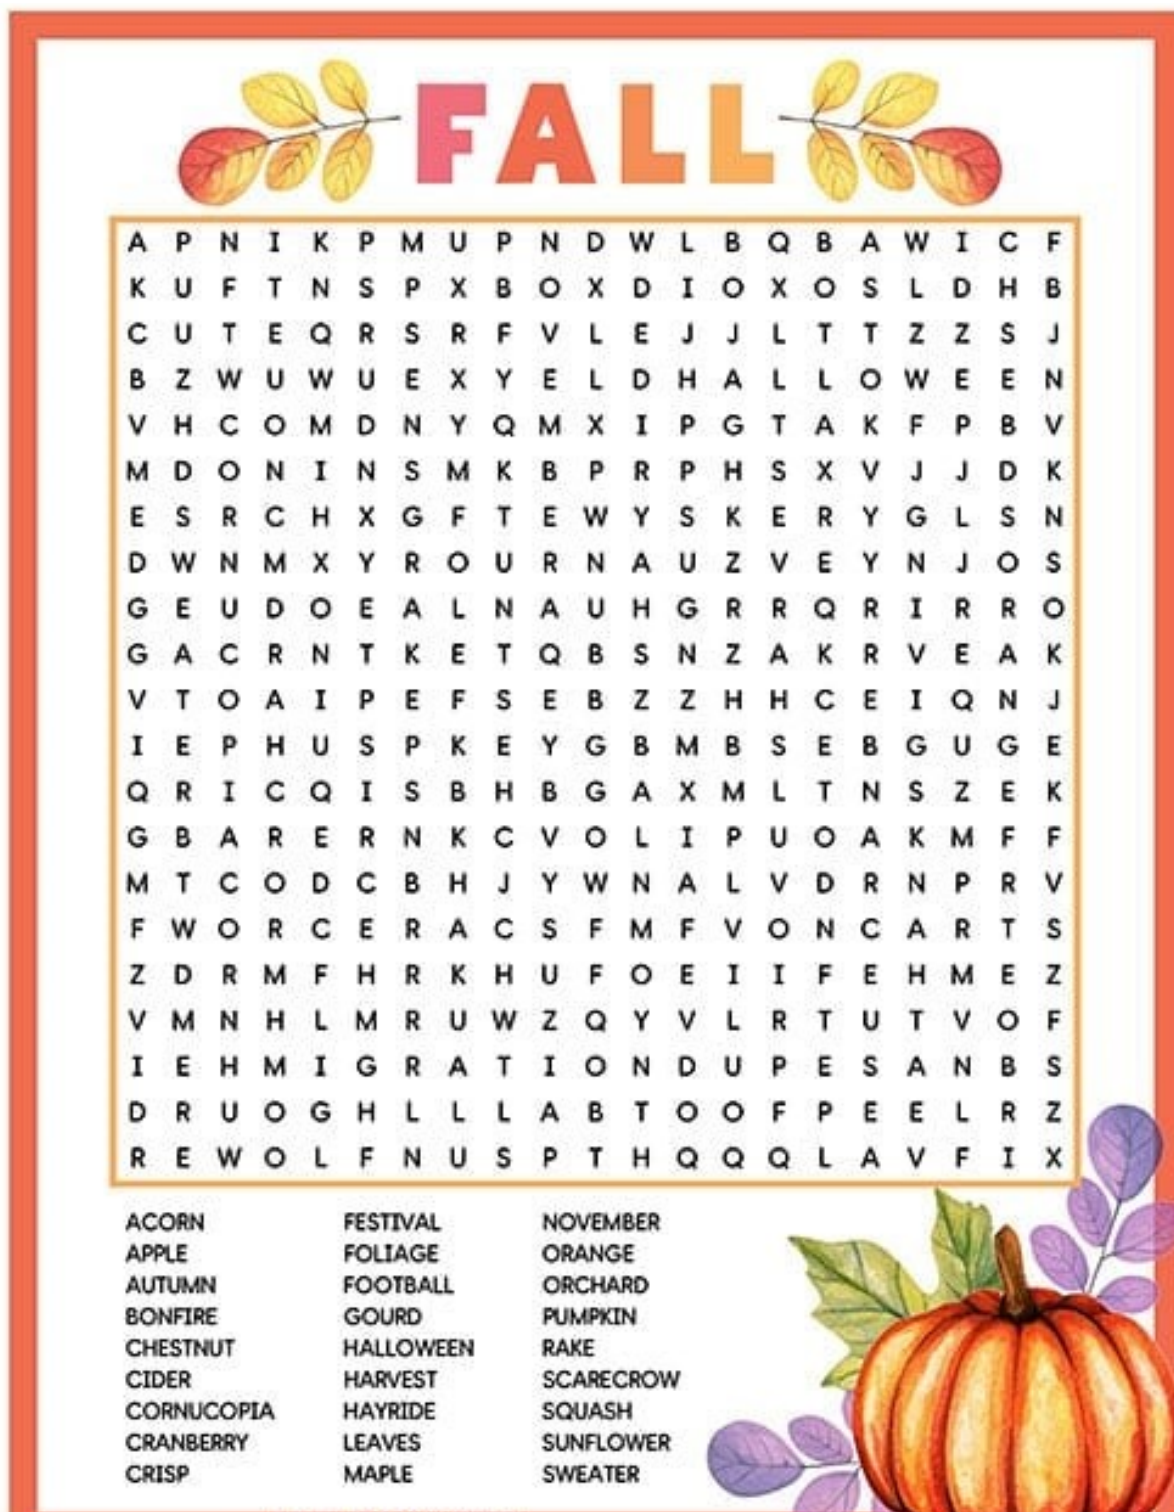 FALL
A P N I K P M U P N D W L B Q B A W I C F
K U F T N S P X B O X D I O X O S L D H B
C U T E Q R S R F V L E J J L T T Z Z S J
B Z W U W U E X Y E L D H A L L O W E E N
V H C O M D N Y Q M X I P G T A K F P B V
M D O N I N S M K B P R P H S X V J J D K
E S R C H X G F T E W Y S K E R Y G L S N
D W N M X Y R O U R N A U Z V E Y N J O S
G E U D O E A L N A U H G R R Q R I R R O
G A C R N T K E T Q B S N Z A K R V E A K
V T O A I P E F S E B Z Z H H C E I Q N J
I E P H U S P K E Y G B M B S E B G U G E
Q R I C Q I S B H B G A X M L T N S Z E K
G B A R E R N K C V O L I P U O A K M F F
M T C O D C B H J Y W N A L V D R N P R V
F W O R C E R A C S F M F V O N C A R T S
Z D R M F H R K H U F O E I I F E H M E Z
V M N H L M R U W Z Q Y V L R T U T V O F
I E H M I G R A T I O N D U P E S A N B S
D R U O G H L L L A B T O O F P E E L R Z
R E W O L F N U S P T H Q Q Q L A V F I X
ACORN FESTIVAL NOVEMBER
APPLE FOLIAGE ORANGE
AUTUMN FOOTBALL ORCHARD
BONFIRE GOURD PUMPKIN
CHESTNUT HALLOWEEN RAKE
CIDER HARVEST SCARECROW
CORNUCOPIA HAYRIDE SQUASH
CRANBERRY LEAVES SUNFLOWER
CRISP MAPLE SWEATER